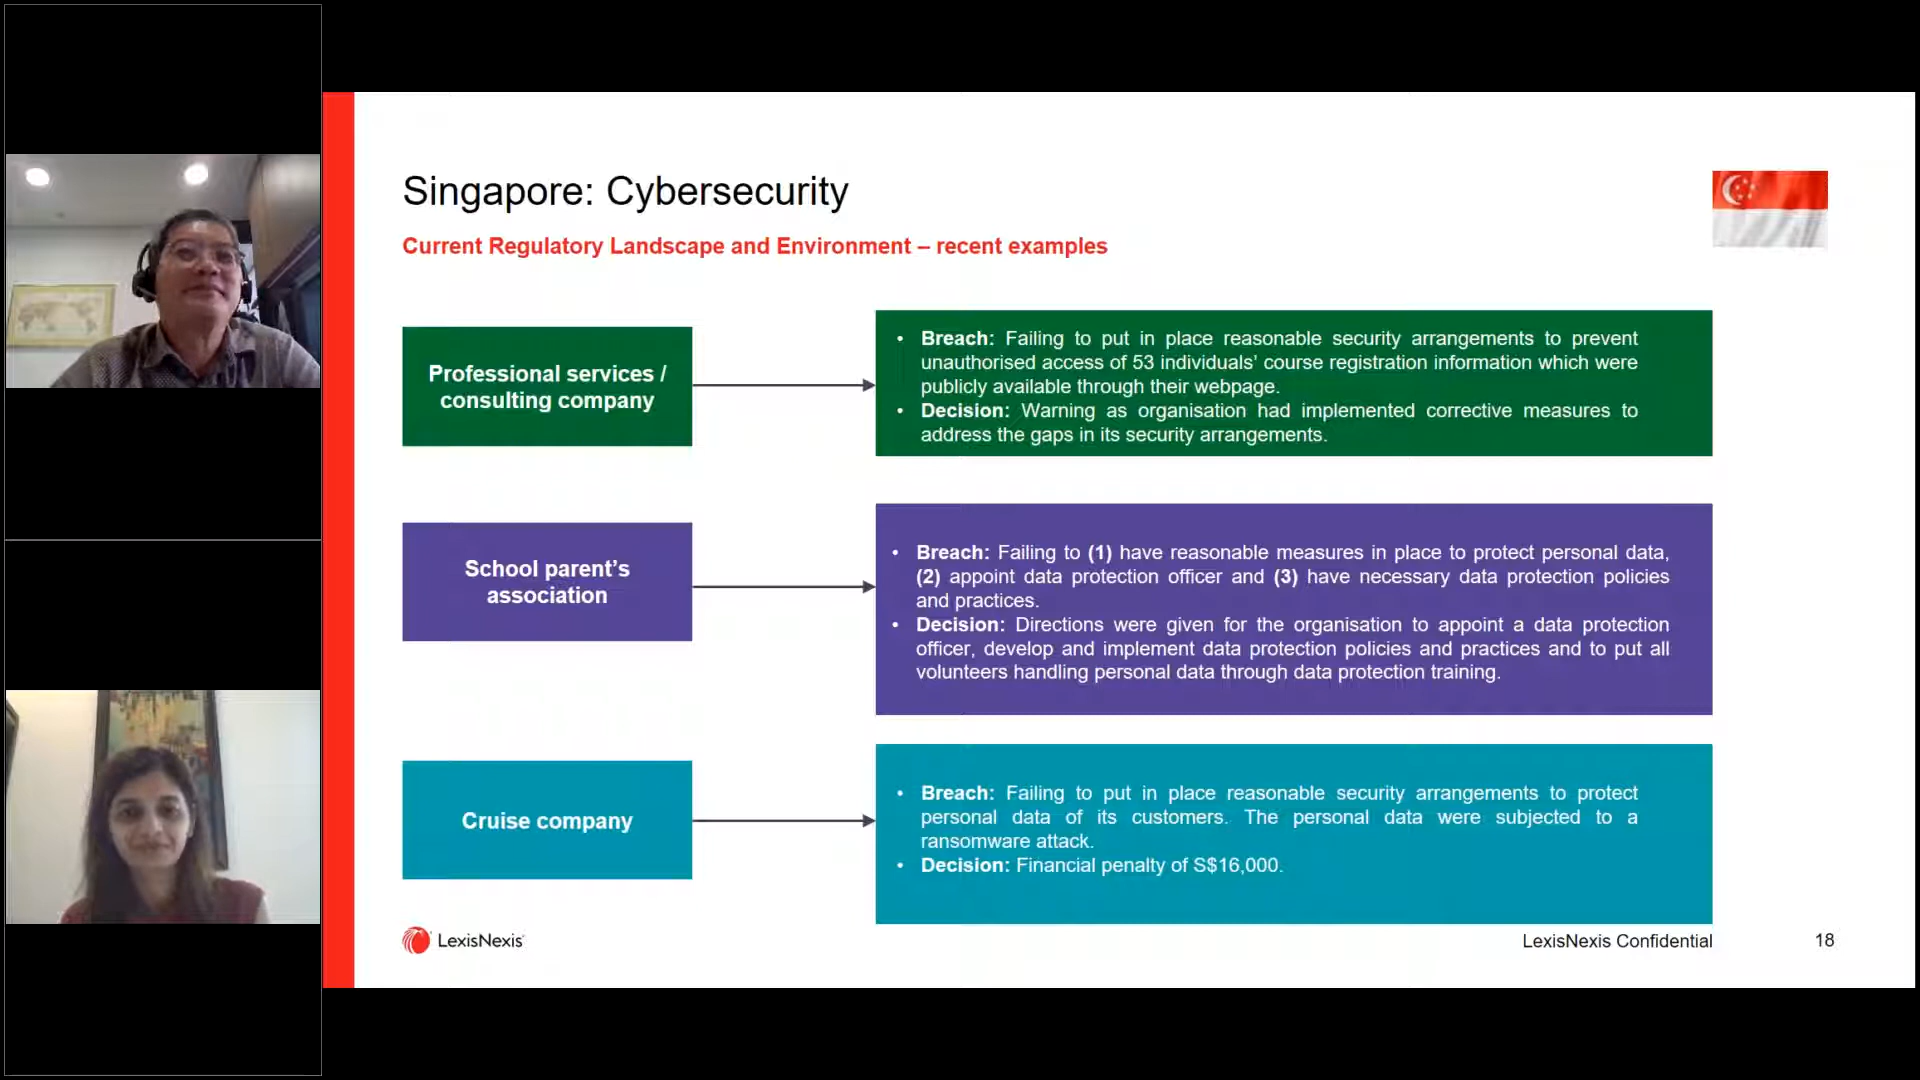 Singapore: Cybersecurity
Current Regulatory Landscape and Environment – recent examples
Professional services /
consulting company
• Breach: Failing to put in place reasonable security arrangements to prevent
unauthorised access of 53 individuals' course registration information which were
publicly available through their webpage.
• Decision: Warning as organisation had implemented corrective measures to
address the gaps in its security arrangements.
School parent's
association
• Breach: Failing to (1) have reasonable measures in place to protect personal data,
(2) appoint data protection officer and (3) have necessary data protection policies
and practices.
• Decision: Directions were given for the organisation to appoint a data protection
officer, develop and implement data protection policies and practices and to put all
volunteers handling personal data through data protection training.
Cruise company
• Breach: Failing to put in place reasonable security arrangements to protect
personal data of its customers. The personal data were subjected to a
ransomware attack.
• Decision: Financial penalty of S$16,000.
LexisNexis
LexisNexis Confidential
18